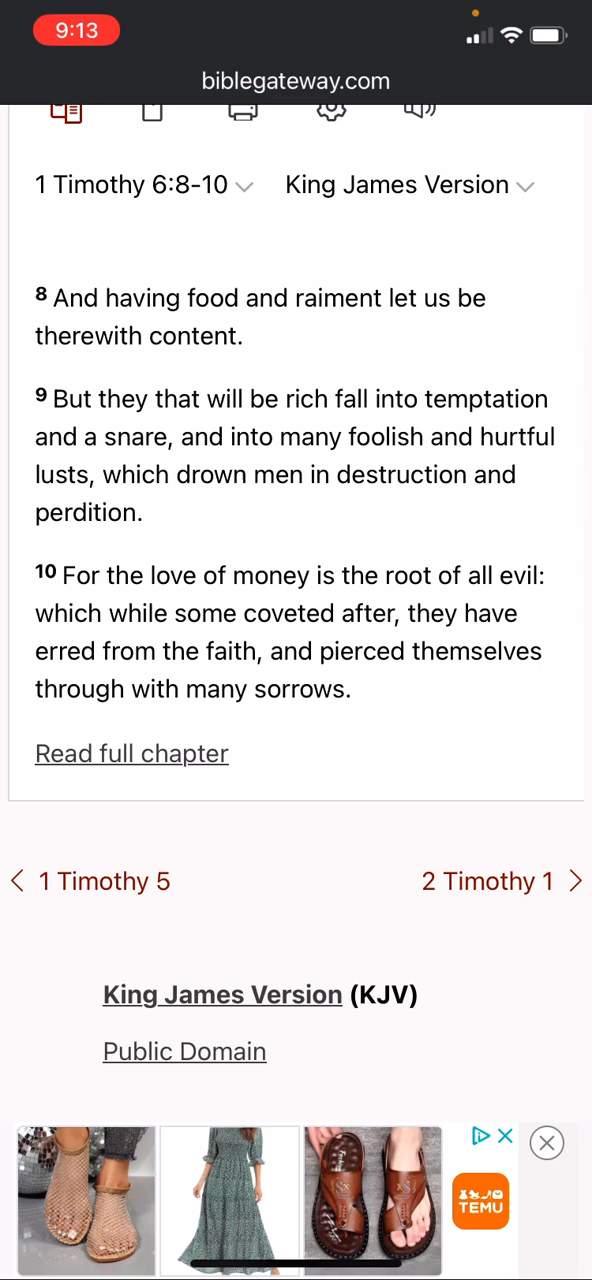 9:13
biblegateway.com
1 Timothy 6:8-10 King James Version
8 And having food and raiment let us be
therewith content.
9 But they that will be rich fall into temptation
and a snare, and into many foolish and hurtful
lusts, which drown men in destruction and
perdition.
10 For the love of money is the root of all evil:
which while some coveted after, they have
erred from the faith, and pierced themselves
through with many sorrows.
Read full chapter
< 1 Timothy 5 2 Timothy 1 >
King James Version (KJV)
Public Domain
TEMU